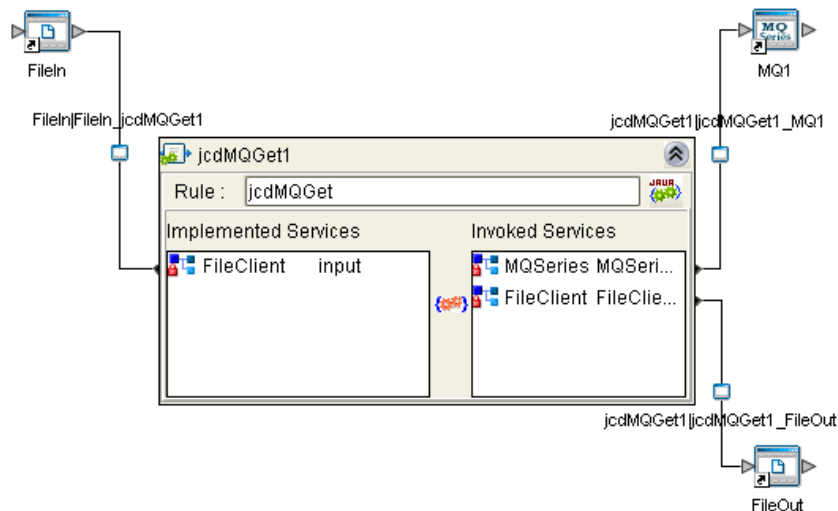 FileIn
MQ Series
MQ1
FileIn|FileIn_jcdMQGet1
jcdMQGet1|jcdMQGet1_MQ1
jcdMQGet1
Rule : jcdMQGet
JAVA
Implemented Services
Invoked Services
FileClient input
MQSeries MQSeri...
FileClient FileClie...
jcdMQGet1|jcdMQGet1_FileOut
FileOut